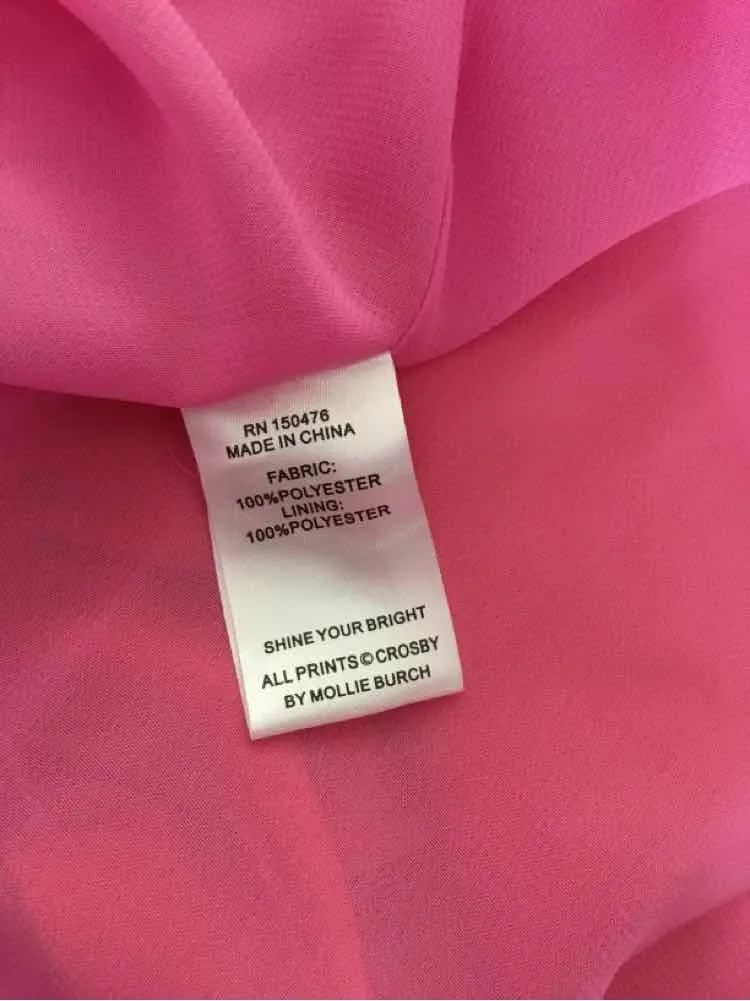 RN 150476
MADE IN CHINA
FABRIC:
100%POLYESTER
LINING:
100%POLYESTER
SHINE YOUR BRIGHT
ALL PRINTS © CROSBY
BY MOLLIE BURCH